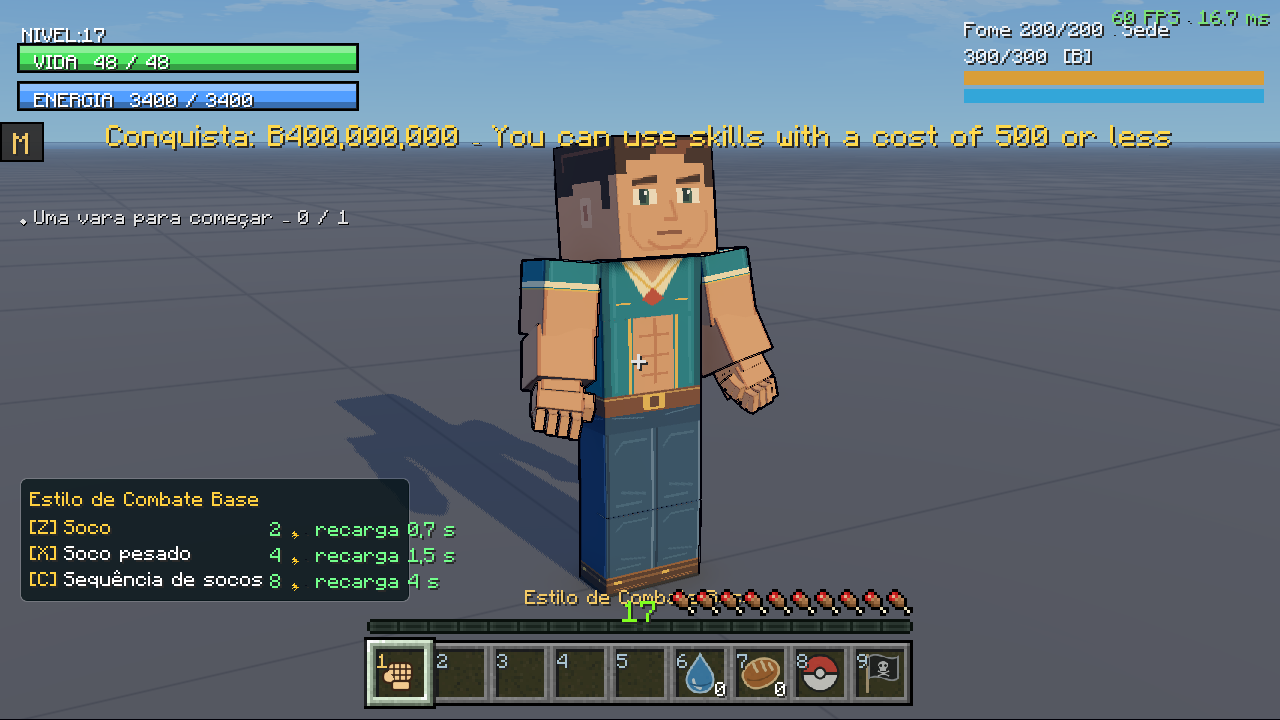 60 FPS · 16.7 ms
NIVEL:17
Fome 200/200 · Sede
300/300 [B]
VIDA 48 / 48
ENERGIA 3400 / 3400
M
Conquista: B400,000,000 - You can use skills with a cost of 500 or less
Uma vara para começar - 0 / 1
Estilo de Combate Base
[Z] Soco 2 recarga 0,7 s
[X] Soco pesado 4 recarga 1,5 s
[C] Sequência de socos 8 recarga 4 s
Estilo de Combate
17
1 2 3 4 5 6 7 8 9
0 0